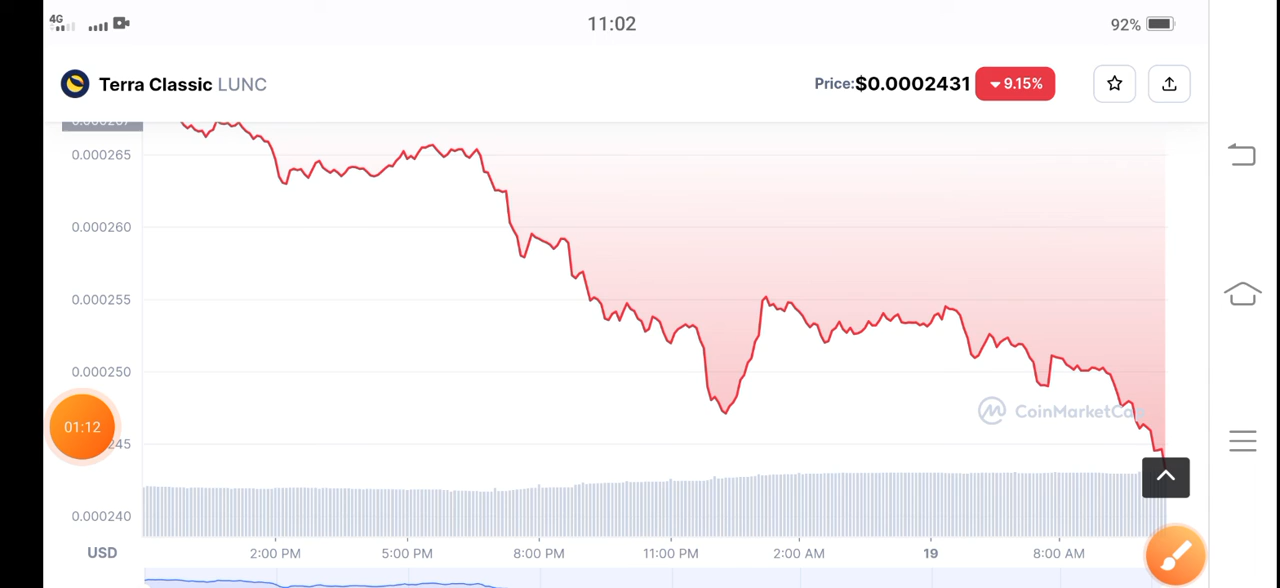 4G
11:02
92%
Terra Classic LUNC
Price:$0.0002431
9.15%
0.000265
0.000260
0.000255
0.000250
01:12
245
0.000240
CoinMarketCap
USD
2:00 PM
5:00 PM
8:00 PM
11:00 PM
2:00 AM
19
8:00 AM